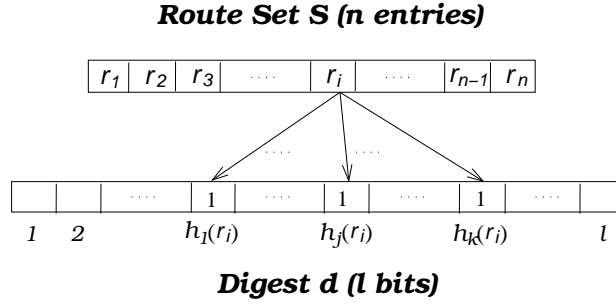 Route Set S (n entries)
r1 r2 r3 .... ri .... rn−1 rn
.... ....
.... 1 .... 1 .... 1 ....
1 2 h1(ri) hj(ri) hk(ri) l
Digest d (l bits)